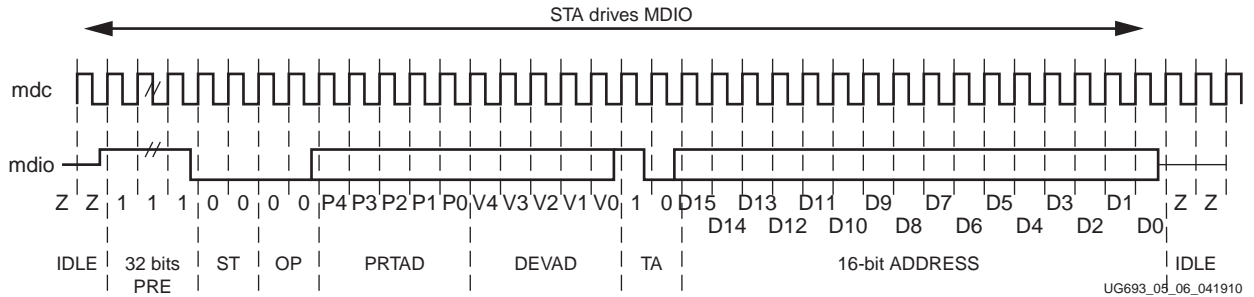 STA drives MDIO
mdc
mdio
Z Z 1 1 1 0 0 0 0 P4 P3 P2 P1 P0 V4 V3 V2 V1 V0 1 0 D15 D13 D11 D9 D7 D5 D3 D1 Z Z
D14 D12 D10 D8 D6 D4 D2 D0
IDLE 32 bits ST OP PRTAD DEVAD TA 16-bit ADDRESS IDLE
PRE
UG693_05_06_041910